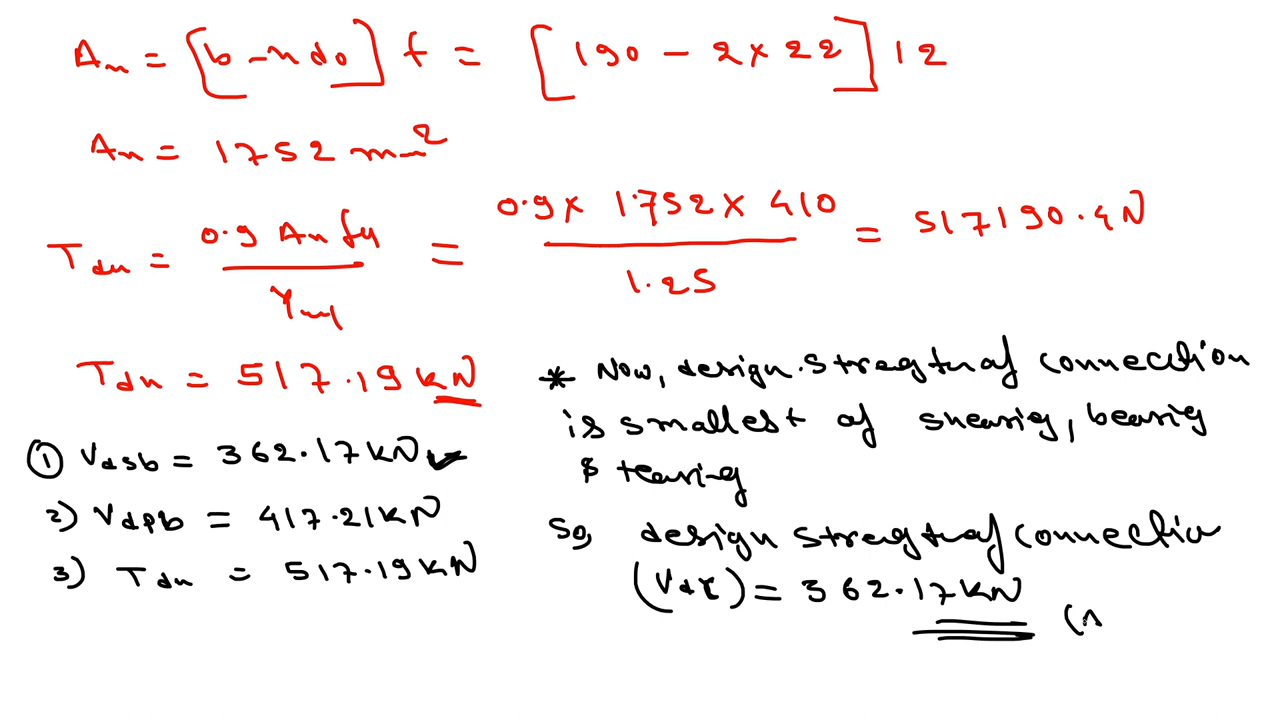 An = [b - n do] t = [190 - 2 x 22] 12
An = 1752 mm²
Tdn = 0.9 An fu / γm1 = 0.9 x 1752 x 410 / 1.25 = 517190.4 N
Tdn = 517.19 kN
① Vdsb = 362.17 kN ✓
2) Vdpb = 417.21 kN
3) Tdn = 517.19 kN
* Now, design strength of connection
is smallest of shearing, bearing
& tearing
So, design strength of connection
(Vdr) = 362.17 kN